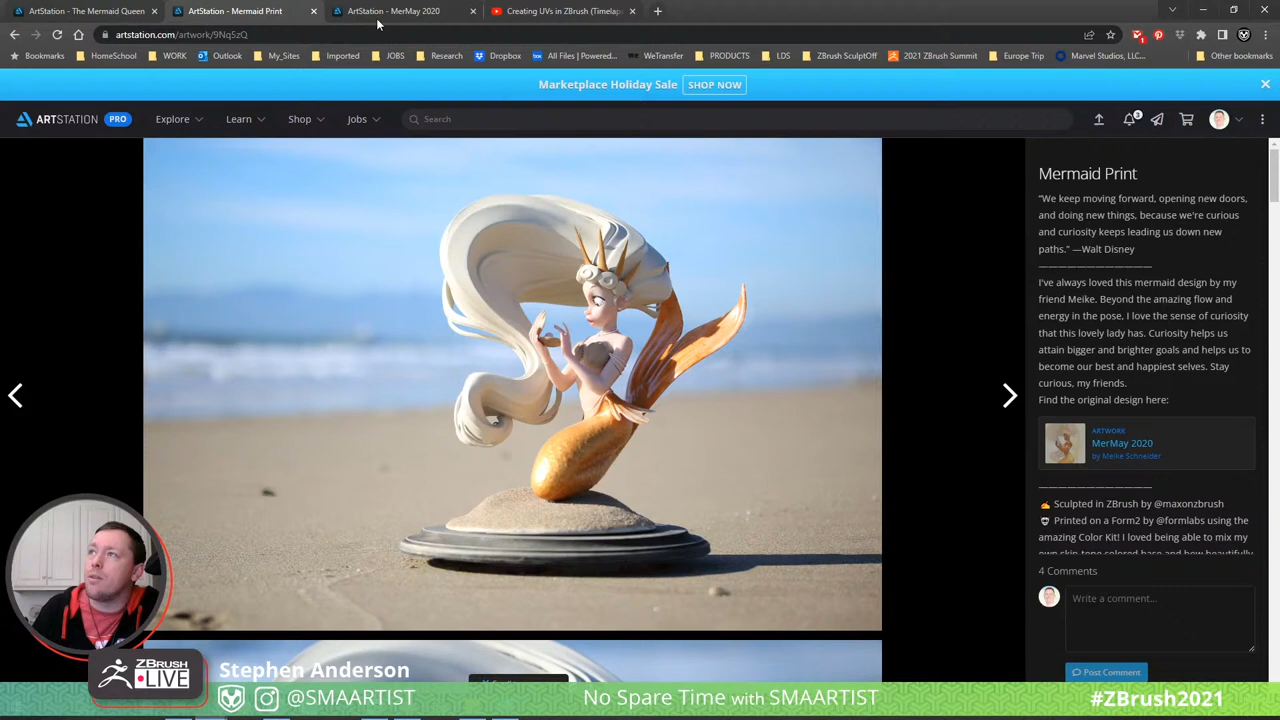 ArtStation - The Mermaid Queen
ArtStation - Mermaid Print
ArtStation - MerMay 2020
Creating UVs in ZBrush (Timelap
artstation.com/artwork/9NqSzQ
Bookmarks HomeSchool WORK Outlook My_Sites Imported JOBS Research Dropbox All Files | Powered... WeTransfer PRODUCTS LDS ZBrush SculptOff 2021 ZBrush Summit Europe Trip Marvel Studios, LLC... Other bookmarks
Marketplace Holiday Sale SHOP NOW
ARTSTATION PRO Explore Learn Shop Jobs Search 3
Mermaid Print
“We keep moving forward, opening new doors,
and doing new things, because we're curious
and curiosity keeps leading us down new
paths.” —Walt Disney
———————————————
I've always loved this mermaid design by my
friend Meike. Beyond the amazing flow and
energy in the pose, I love the sense of curiosity
that this lovely lady has. Curiosity helps us
attain bigger and brighter goals and helps us to
become our best and happiest selves. Stay
curious, my friends.
Find the original design here:
ARTWORK
MerMay 2020
by Meike Schneider
———————————————
Sculpted in ZBrush by @maxonzbrush
Printed on a Form2 by @formlabs using the
amazing Color Kit! I loved being able to mix my
own skin-tone colored base and how beautifully
4 Comments
Write a comment...
Post Comment
ZBRUSH
LIVE
Stephen Anderson
@SMAARTIST
No Spare Time with SMAARTIST
#ZBrush2021